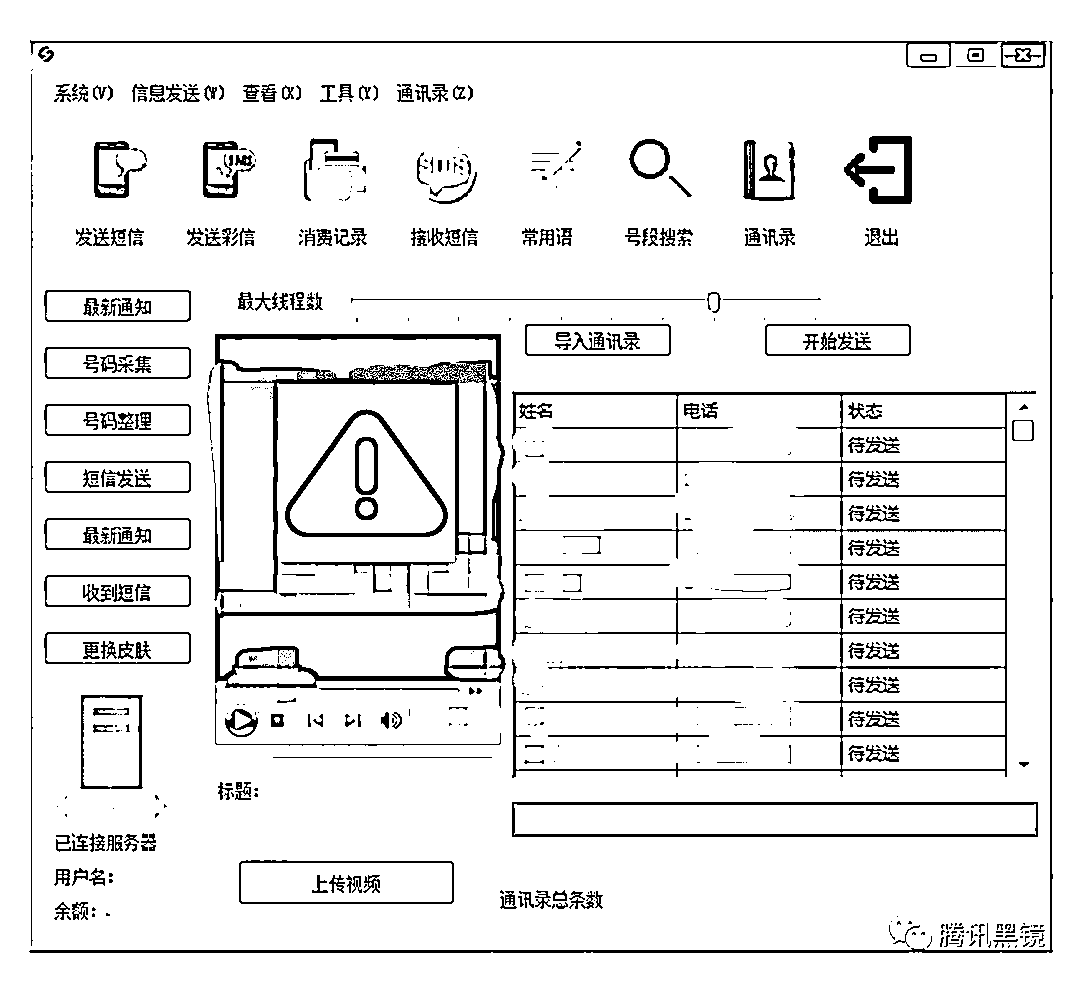 系统(V) 信息发送(W) 查看(X) 工具(Y) 通讯录(Z)
发送短信 发送彩信 消费记录 接收短信 常用语 号段搜索 通讯录 退出
最新通知
号码采集
号码整理
短信发送
最新通知
收到短信
更换皮肤
已连接服务器
用户名:
余额:
最大线程数
导入通讯录 开始发送
姓名 电话 状态
待发送
待发送
待发送
待发送
待发送
待发送
待发送
待发送
待发送
待发送
标题:
上传视频
通讯录总条数
腾讯黑镜